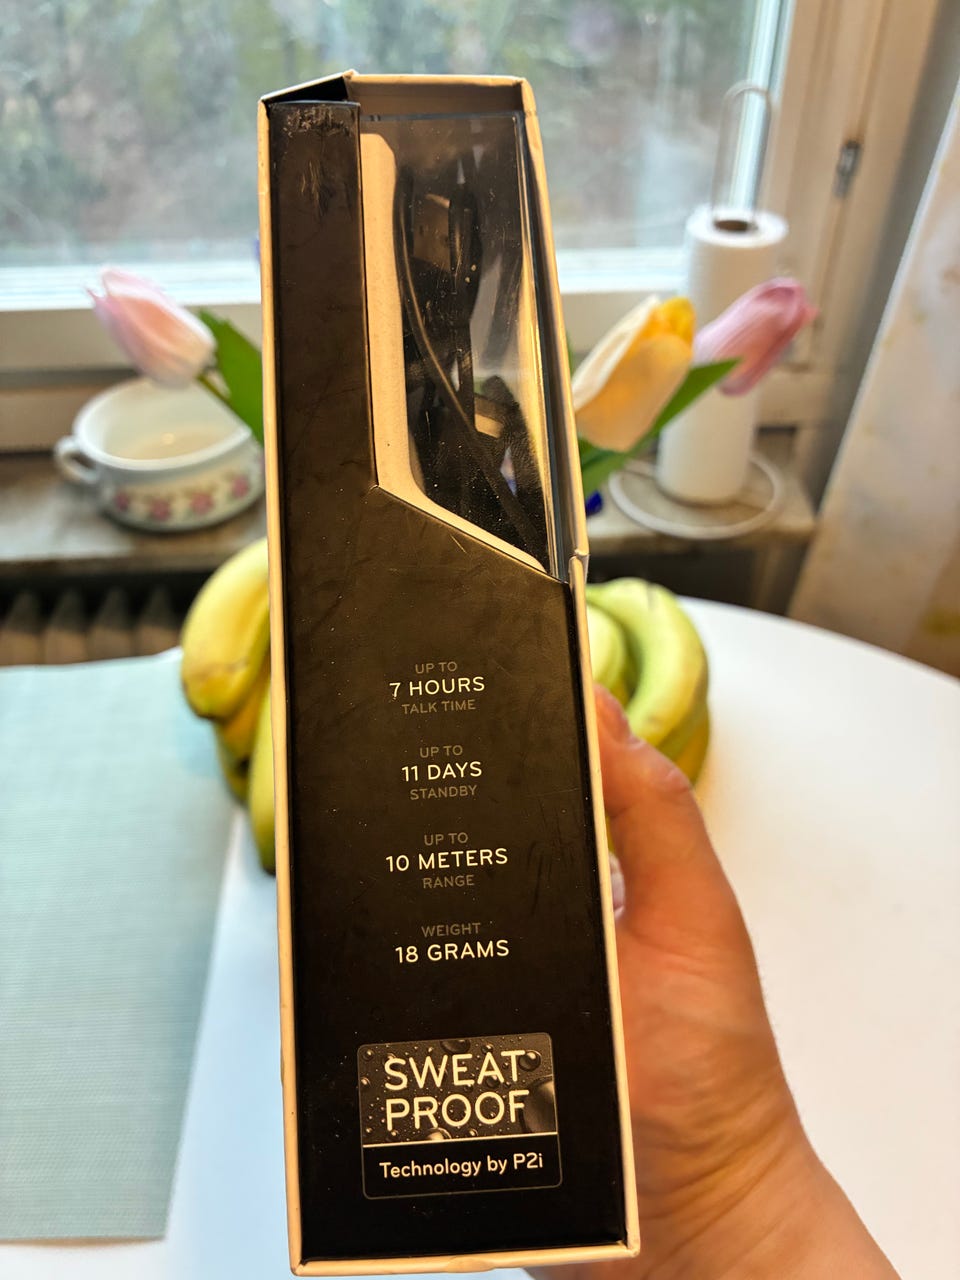 UP TO
7 HOURS
TALK TIME
UP TO
11 DAYS
STANDBY
UP TO
10 METERS
RANGE
WEIGHT
18 GRAMS
SWEAT
PROOF
Technology by P2i